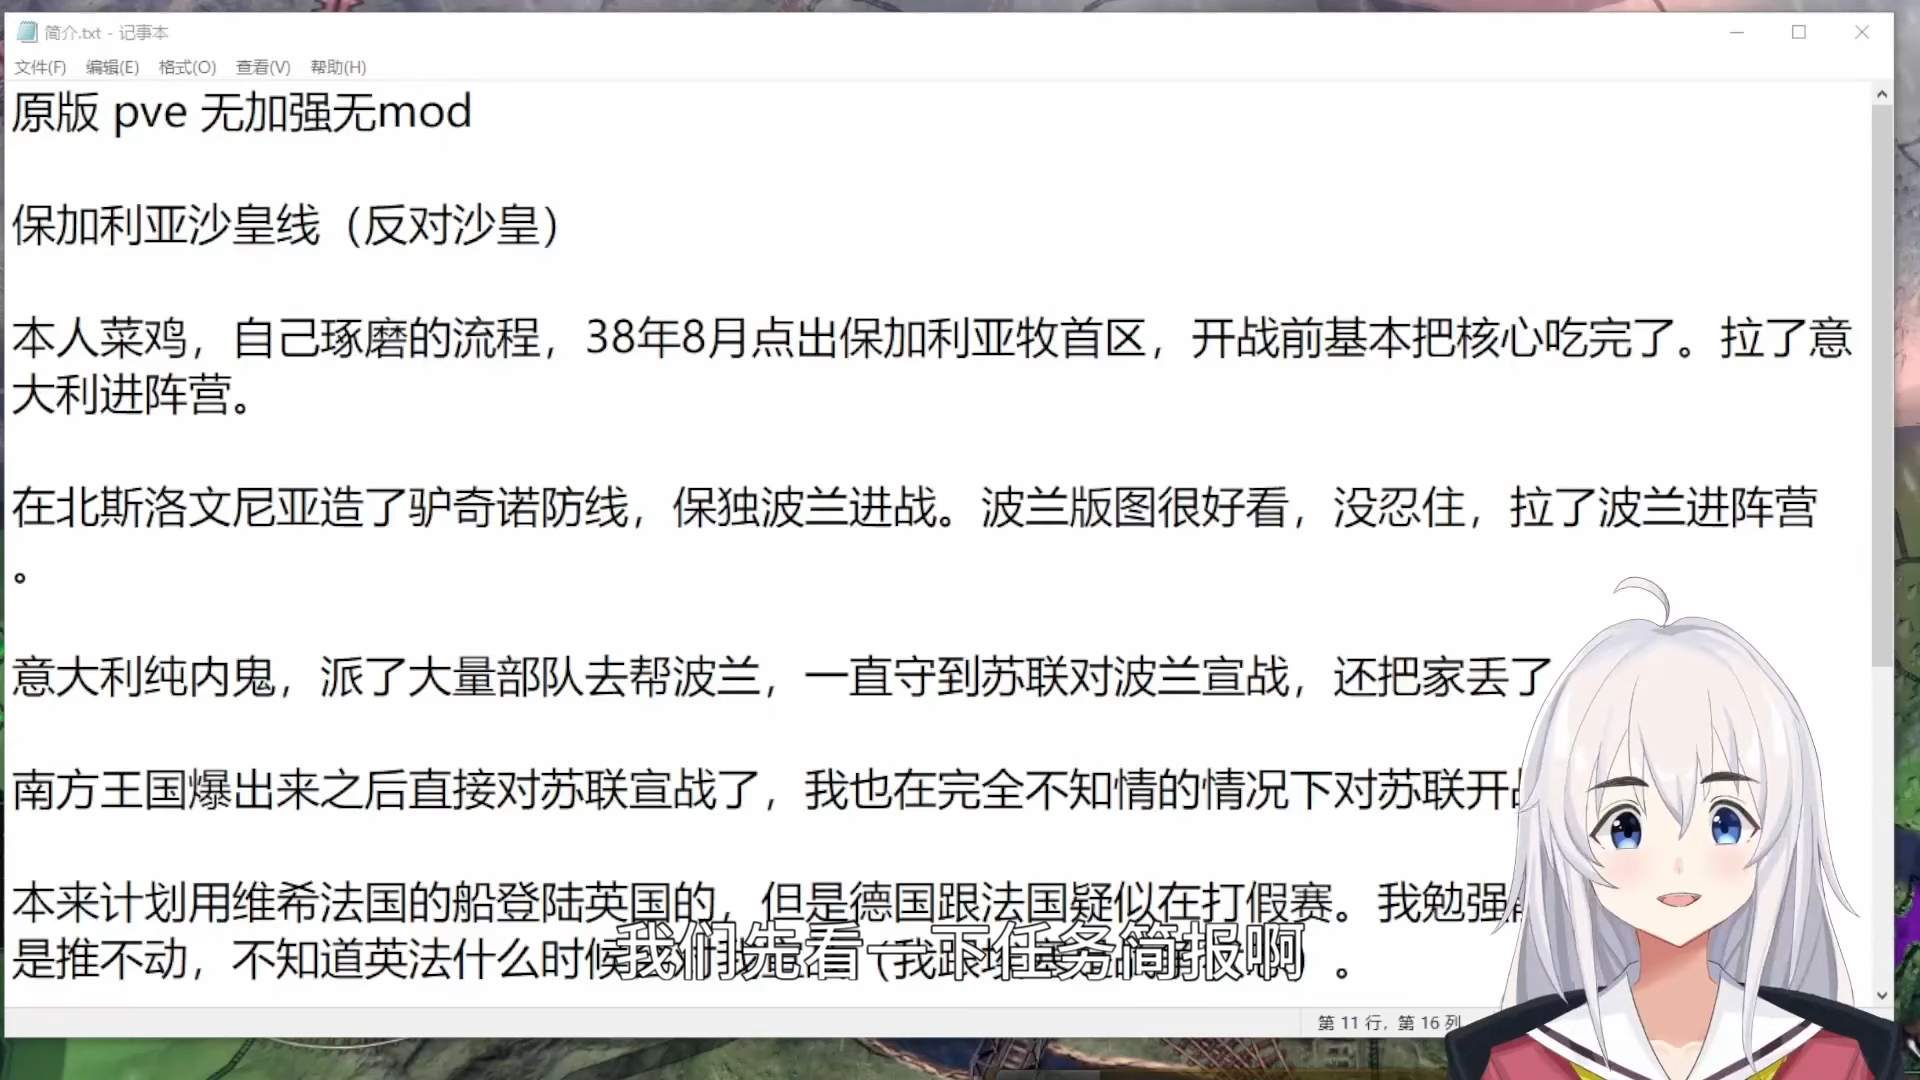 简介.txt - 记事本
文件(F) 编辑(E) 格式(O) 查看(V) 帮助(H)
原版 pve 无加强无mod
保加利亚沙皇线（反对沙皇）
本人菜鸡，自己琢磨的流程，38年8月点出保加利亚牧首区，开战前基本把核心吃完了。拉了意
大利进阵营。
在北斯洛文尼亚造了驴奇诺防线，保独波兰进战。波兰版图很好看，没忍住，拉了波兰进阵营
。
意大利纯内鬼，派了大量部队去帮波兰，一直守到苏联对波兰宣战，还把家丢了
南方王国爆出来之后直接对苏联宣战了，我也在完全不知情的情况下对苏联开
本来计划用维希法国的船登陆英国的，但是德国跟法国疑似在打假赛。我勉强
是推不动，不知道英法什么时候 （我跟 ）。
我们先看一下任务简报啊
第 11 行，第 16 列